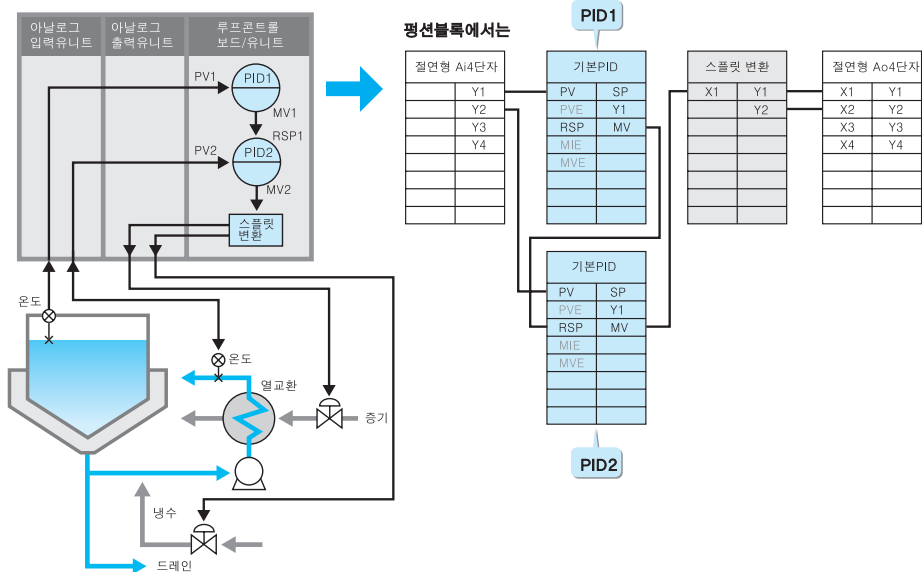 아날로그
입력유니트
아날로그
출력유니트
루프콘트롤
보드/유니트
PV1
PID1
MV1
RSP1
PV2
PID2
MV2
스플릿
변환
온도
온도
열교환
증기
냉수
드레인
펑션블록에서는
PID1
절연형 Ai4단자
Y1
Y2
Y3
Y4
기본PID
PV SP
PVE Y1
RSP MV
MIE
MVE
스플릿 변환
X1 Y1
Y2
절연형 Ao4단자
X1 Y1
X2 Y2
X3 Y3
X4 Y4
기본PID
PV SP
PVE Y1
RSP MV
MIE
MVE
PID2